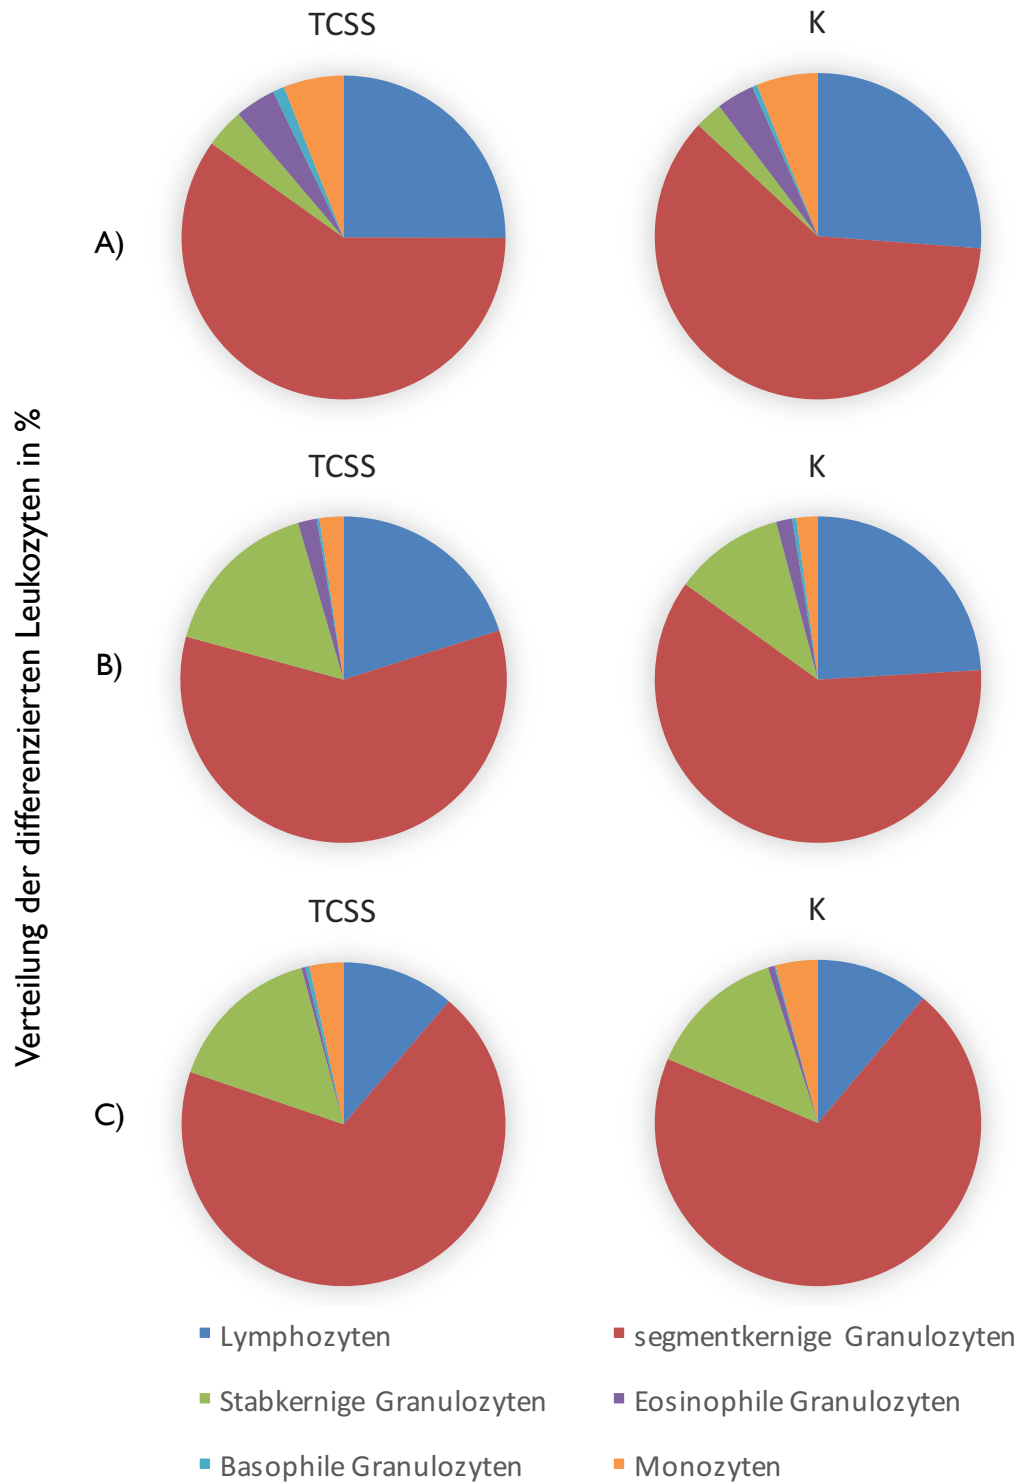 TCSS K
A)
Verteilung der differenzierten Leukozyten in %
TCSS K
B)
TCSS K
C)
Lymphozyten segmentkernige Granulozyten
Stabkernige Granulozyten Eosinophile Granulozyten
Basophile Granulozyten Monozyten